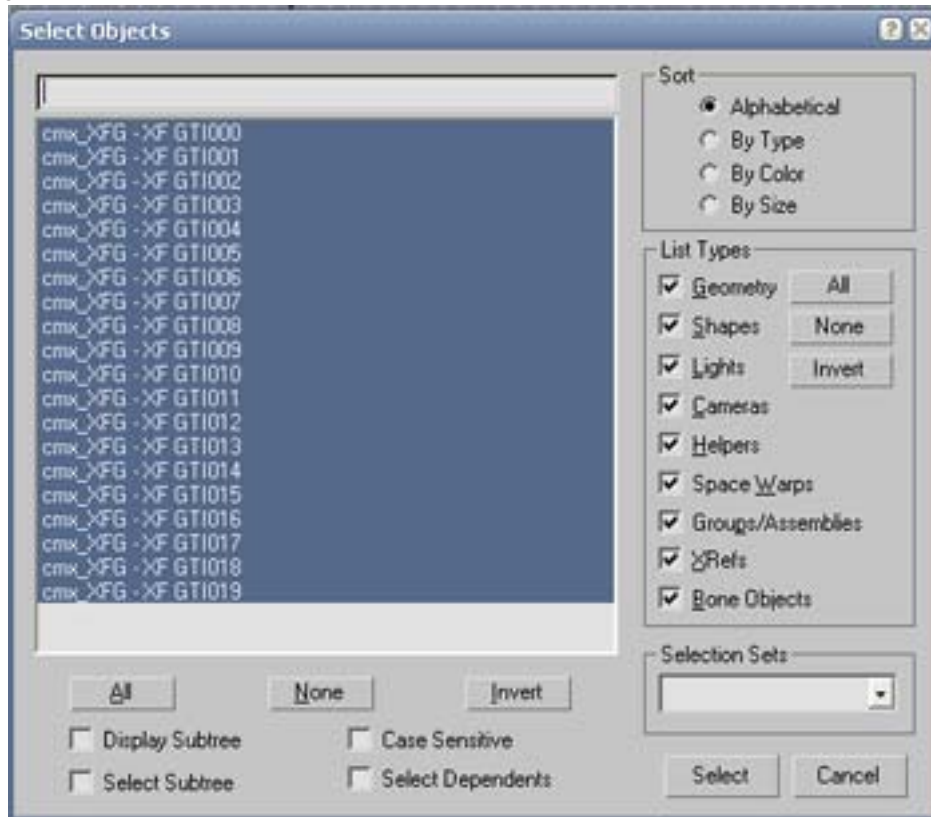 Select Objects
cmx_XFG - XF GTI000
cmx_XFG - XF GTI001
cmx_XFG - XF GTI002
cmx_XFG - XF GTI003
cmx_XFG - XF GTI004
cmx_XFG - XF GTI005
cmx_XFG - XF GTI006
cmx_XFG - XF GTI007
cmx_XFG - XF GTI008
cmx_XFG - XF GTI009
cmx_XFG - XF GTI010
cmx_XFG - XF GTI011
cmx_XFG - XF GTI012
cmx_XFG - XF GTI013
cmx_XFG - XF GTI014
cmx_XFG - XF GTI015
cmx_XFG - XF GTI016
cmx_XFG - XF GTI017
cmx_XFG - XF GTI018
cmx_XFG - XF GTI019
All None Invert
Display Subtree Case Sensitive
Select Subtree Select Dependents
Sort
Alphabetical
By Type
By Color
By Size
List Types
Geometry All
Shapes None
Lights Invert
Cameras
Helpers
Space Warps
Groups/Assemblies
XRefs
Bone Objects
Selection Sets
Select Cancel